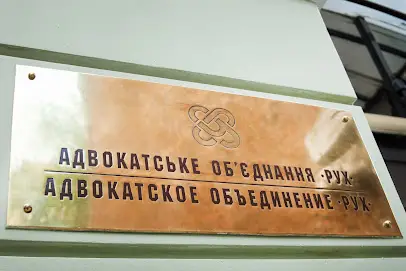 АДВОКАТСЬКЕ ОБ'ЄДНАННЯ ·РУХ·
АДВОКАТСКОЕ ОБЪЕДИНЕНИЕ ·РУХ·